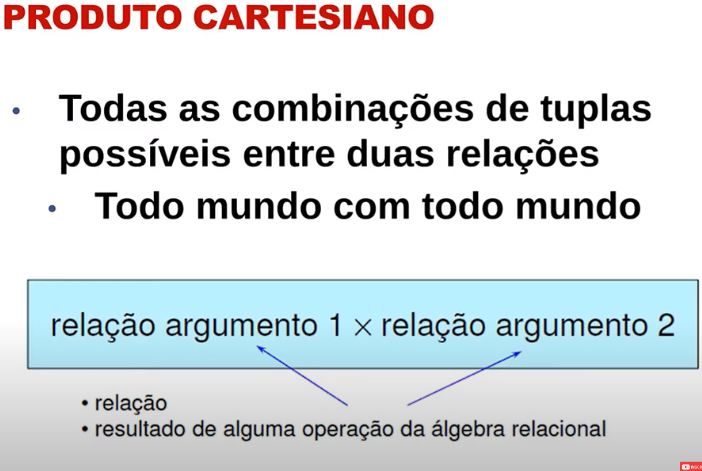 PRODUTO CARTESIANO
• Todas as combinações de tuplas
possíveis entre duas relações
• Todo mundo com todo mundo
relação argumento 1 × relação argumento 2
• relação
• resultado de alguma operação da álgebra relacional